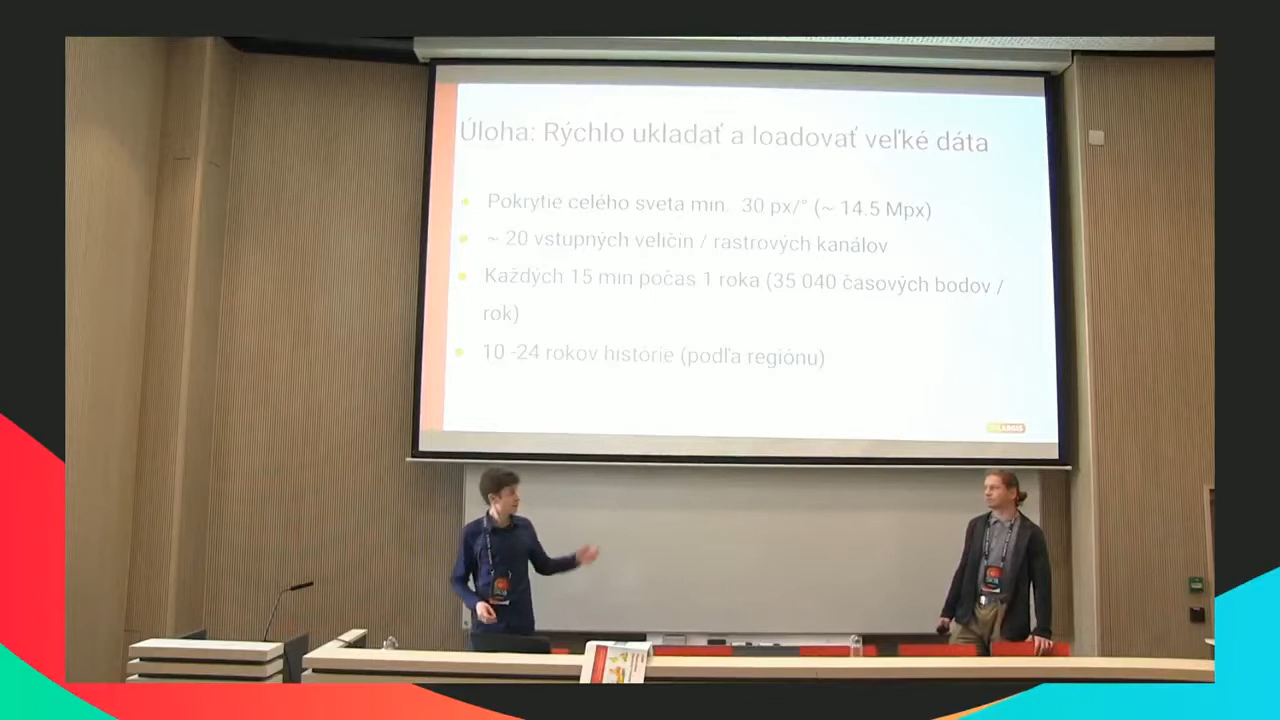 Úloha: Rýchlo ukladať a loadovať veľké dáta
Pokrytie celého sveta min. 30 px/° (~ 14.5 Mpx)
~ 20 vstupných veličín / rastrových kanálov
Každých 15 min počas 1 roka (35 040 časových bodov /
rok)
10 -24 rokov histórie (podľa regiónu)